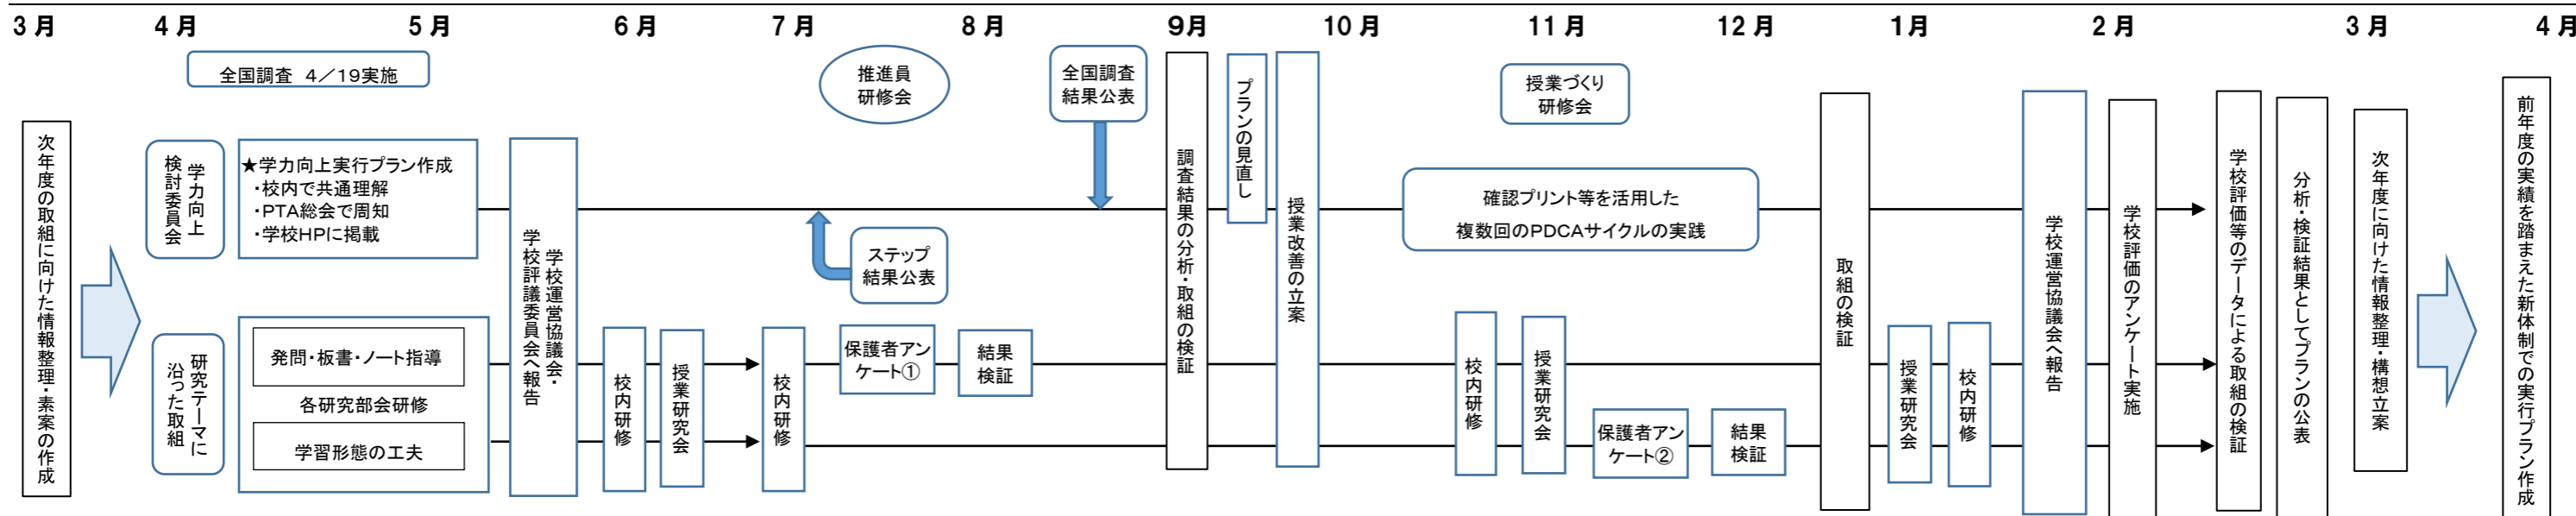 3月 4月 5月 6月 7月 8月 9月 10月 11月 12月 1月 2月 3月 4月
全国調査 4／19実施
推進員
研修会
全国調査
結果公表
授業づくり
研修会
次年度の取組に向けた情報整理・素案の作成
学力向上
検討委員会
★学力向上実行プラン作成
・校内で共通理解
・PTA総会で周知
・学校HPに掲載
研究テーマに
沿った取組
発問・板書・ノート指導
各研究部会研修
学習形態の工夫
学校運営協議会・
学校評議委員会へ報告
校内研修
授業研究会
校内研修
ステップ
結果公表
保護者アン
ケート①
結果
検証
調査結果の分析・取組の検証
プランの見直し
授業改善の立案
確認プリント等を活用した
複数回のPDCAサイクルの実践
校内研修
授業研究会
保護者アン
ケート②
結果
検証
取組の検証
授業研究会
校内研修
学校運営協議会へ報告
学校評価のアンケート実施
学校評価等のデータによる取組の検証
分析・検証結果としてプランの公表
次年度に向けた情報整理・構想立案
前年度の実績を踏まえた新体制での実行プラン作成